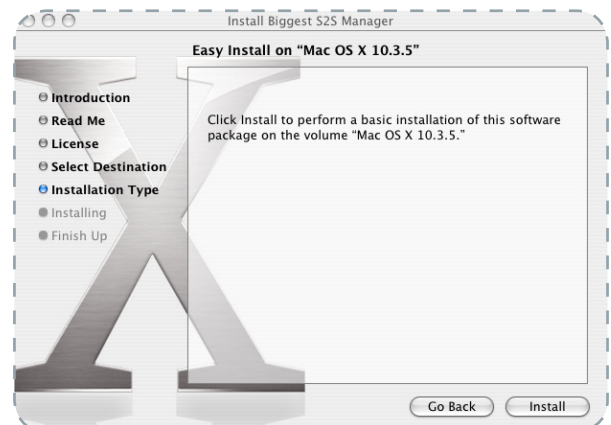 Install Biggest S2S Manager
Easy Install on “Mac OS X 10.3.5”
Introduction
Read Me
License
Select Destination
Installation Type
Installing
Finish Up
Click Install to perform a basic installation of this software
package on the volume “Mac OS X 10.3.5.”
Go Back
Install